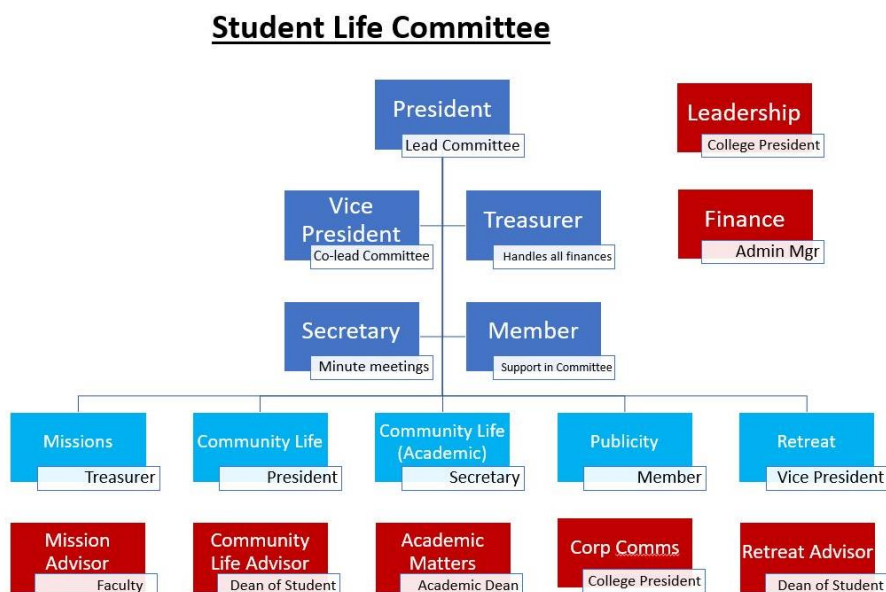 Student Life Committee
President
Lead Committee
Leadership
College President
Vice
President
Co-lead Committee
Treasurer
Handles all finances
Finance
Admin Mgr
Secretary
Minute meetings
Member
Support in Committee
Missions
Treasurer
Community Life
President
Community Life
(Academic)
Secretary
Publicity
Member
Retreat
Vice President
Mission
Advisor
Faculty
Community
Life Advisor
Dean of Student
Academic
Matters
Academic Dean
Corp Comms
College President
Retreat Advisor
Dean of Student